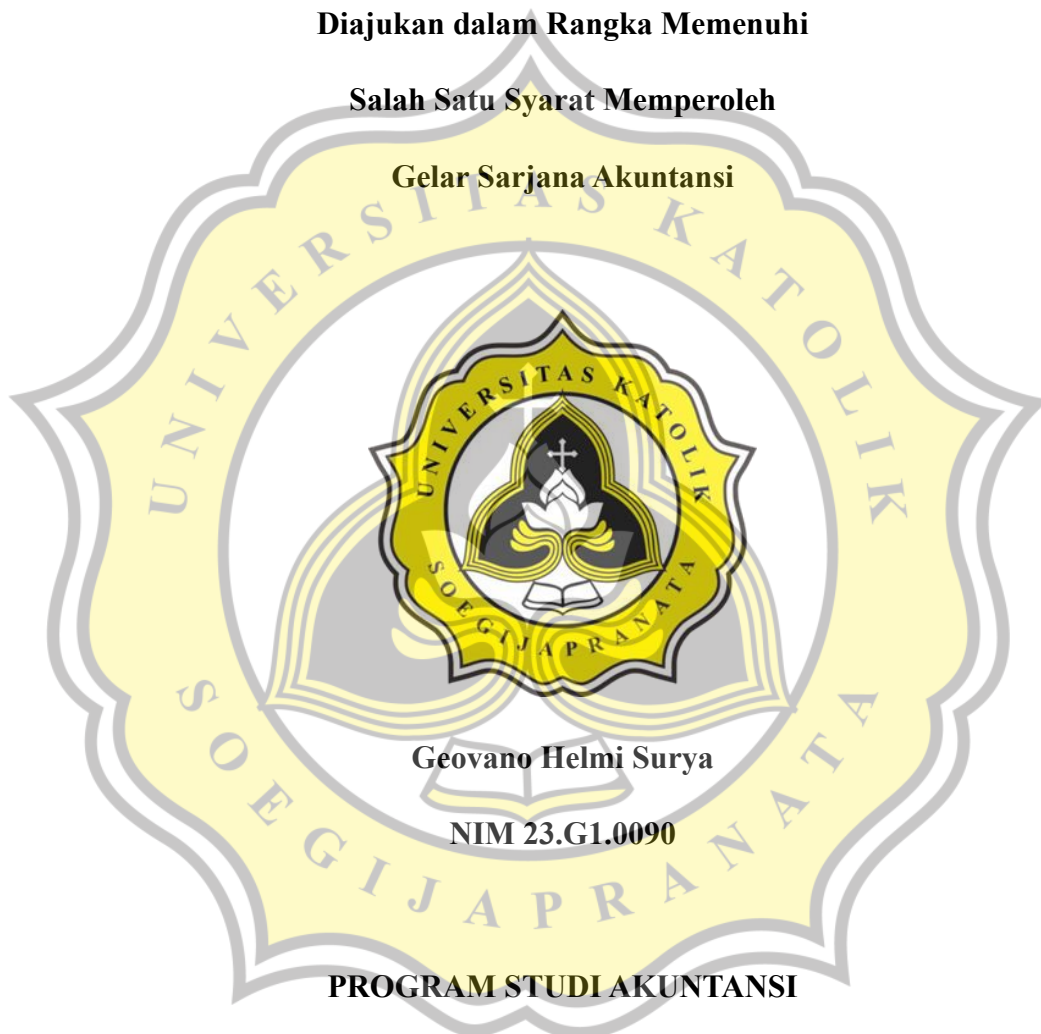 Diajukan dalam Rangka Memenuhi
Salah Satu Syarat Memperoleh
Gelar Sarjana Akuntansi
UNIVERSITAS KATOLIK
SOEGIJAPRANATA
UNIVERSITAS KATOLIK
SOEGIJAPRANATA
Geovano Helmi Surya
NIM 23.G1.0090
PROGRAM STUDI AKUNTANSI